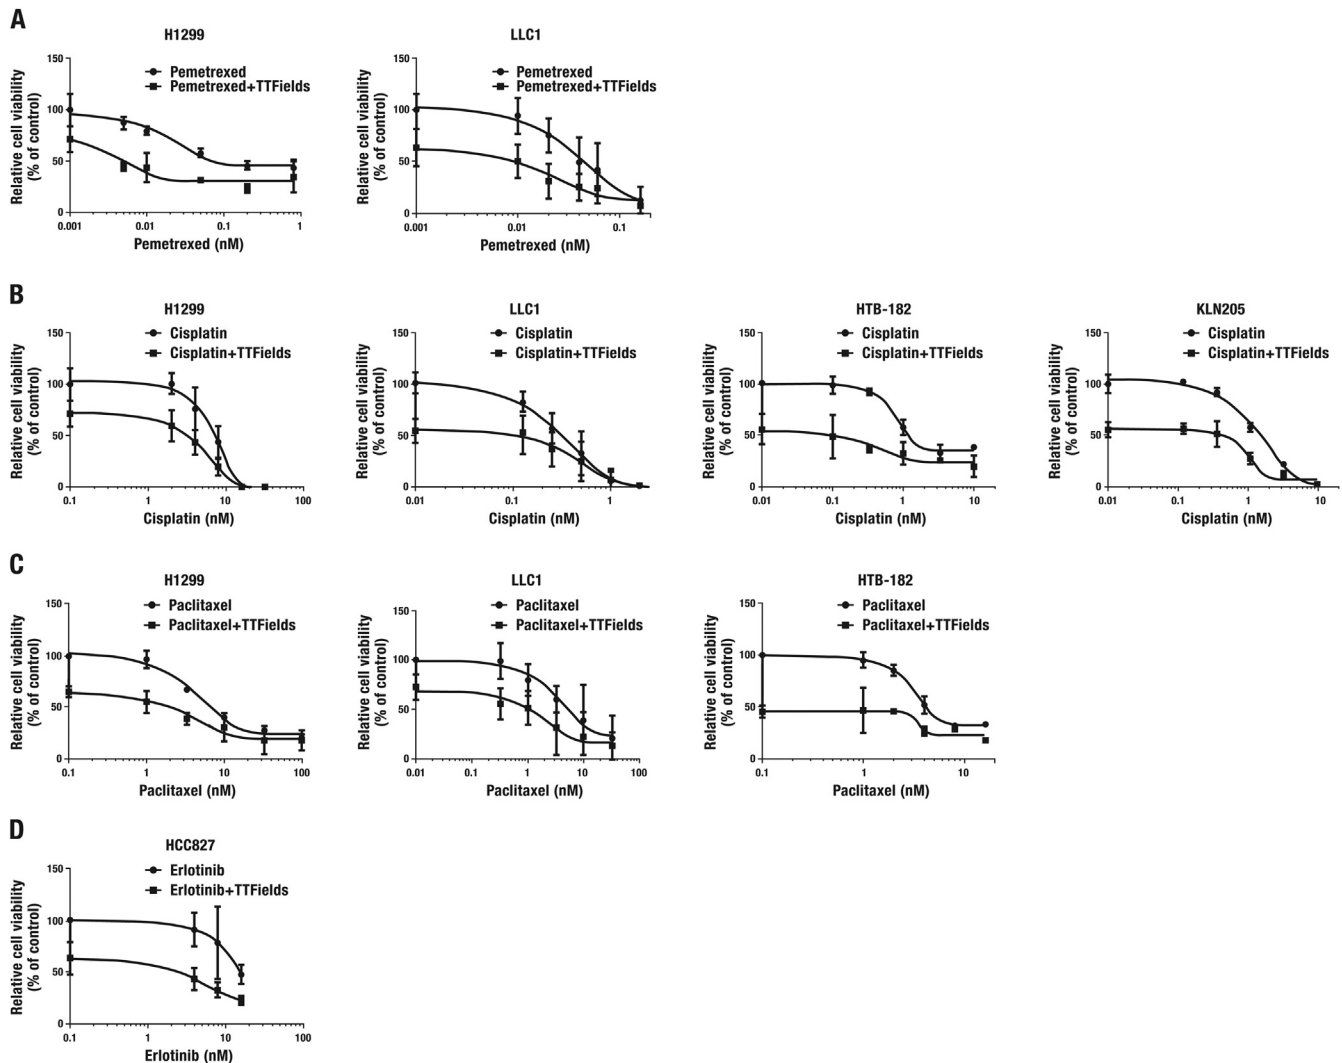 A
H1299
Relative cell viability
(% of control)
150
100
50
0
Pemetrexed
Pemetrexed+TTFields
0.001
0.01
0.1
1
Pemetrexed (nM)
LLC1
Relative cell viability
(% of control)
150
100
50
0
Pemetrexed
Pemetrexed+TTFields
0.001
0.01
0.1
Pemetrexed (nM)
B
H1299
Relative cell viability
(% of control)
150
100
50
0
Cisplatin
Cisplatin+TTFields
0.1
1
10
100
Cisplatin (nM)
LLC1
Relative cell viability
(% of control)
150
100
50
0
Cisplatin
Cisplatin+TTFields
0.01
0.1
1
Cisplatin (nM)
HTB-182
Relative cell viability
(% of control)
150
100
50
0
Cisplatin
Cisplatin+TTFields
0.01
0.1
1
10
Cisplatin (nM)
KLN205
Relative cell viability
(% of control)
150
100
50
0
Cisplatin
Cisplatin+TTFields
0.01
0.1
1
10
Cisplatin (nM)
C
H1299
Relative cell viability
(% of control)
150
100
50
0
Paclitaxel
Paclitaxel+TTFields
0.1
1
10
100
Paclitaxel (nM)
LLC1
Relative cell viability
(% of control)
150
100
50
0
Paclitaxel
Paclitaxel+TTFields
0.01
0.1
1
10
100
Paclitaxel (nM)
HTB-182
Relative cell viability
(% of control)
150
100
50
0
Paclitaxel
Paclitaxel+TTFields
0.1
1
10
Paclitaxel (nM)
D
HCC827
Relative cell viability
(% of control)
150
100
50
0
Erlotinib
Erlotinib+TTFields
0.1
1
10
100
Erlotinib (nM)